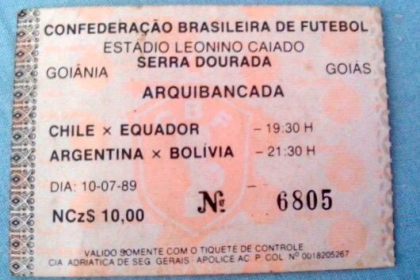 CONFEDERAÇÃO BRASILEIRA DE FUTEBOL
ESTÁDIO LEONINO CAIADO
SERRA DOURADA
GOIÂNIA GOIÁS
ARQUIBANCADA
CHILE × EQUADOR – 19:30 H
ARGENTINA × BOLÍVIA – 21:30 H
DIA: 10-07-89
NCz$ 10,00 Nº 6805
VALIDO SOMENTE COM O TIQUETE DE CONTROLE
CIA ADRIATICA DE SEG. GERAIS - APOLICE AC. P. COL Nº 0018205267